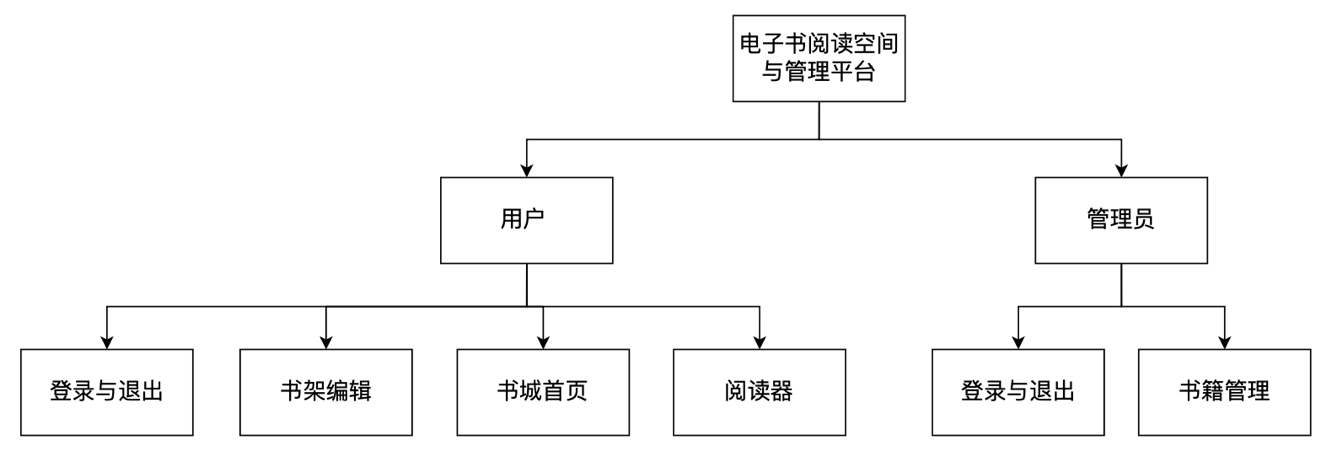 电子书阅读空间
与管理平台
用户
管理员
登录与退出
书架编辑
书城首页
阅读器
登录与退出
书籍管理